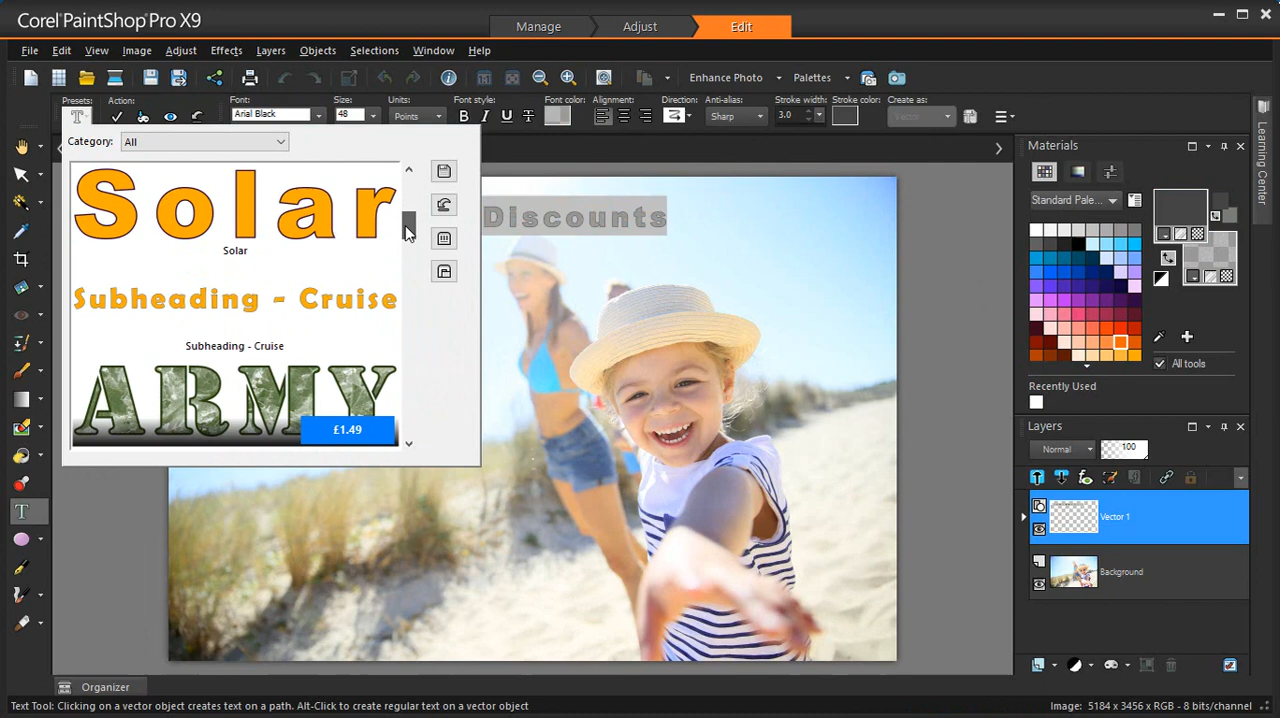 Corel® PaintShop® Pro X9
Manage Adjust Edit
File Edit View Image Adjust Effects Layers Objects Selections Window Help
Enhance Photo Palettes
Presets: Action: Font: Size: Units: Font style: Font color: Alignment: Direction: Anti-alias: Stroke width: Stroke color: Create as:
Arial Black 48 Points B I U T Sharp 3.0 Vector
Category: All
Solar
Solar
Subheading - Cruise
Subheading - Cruise
ARMY
£1.49
Discounts
Materials
Standard Pale...
All tools
Recently Used
Layers
Normal 100
Vector 1
Background
Learning Center
Organizer
Text Tool: Clicking on a vector object creates text on a path. Alt-Click to create regular text on a vector object
Image: 5184 x 3456 x RGB - 8 bits/channel